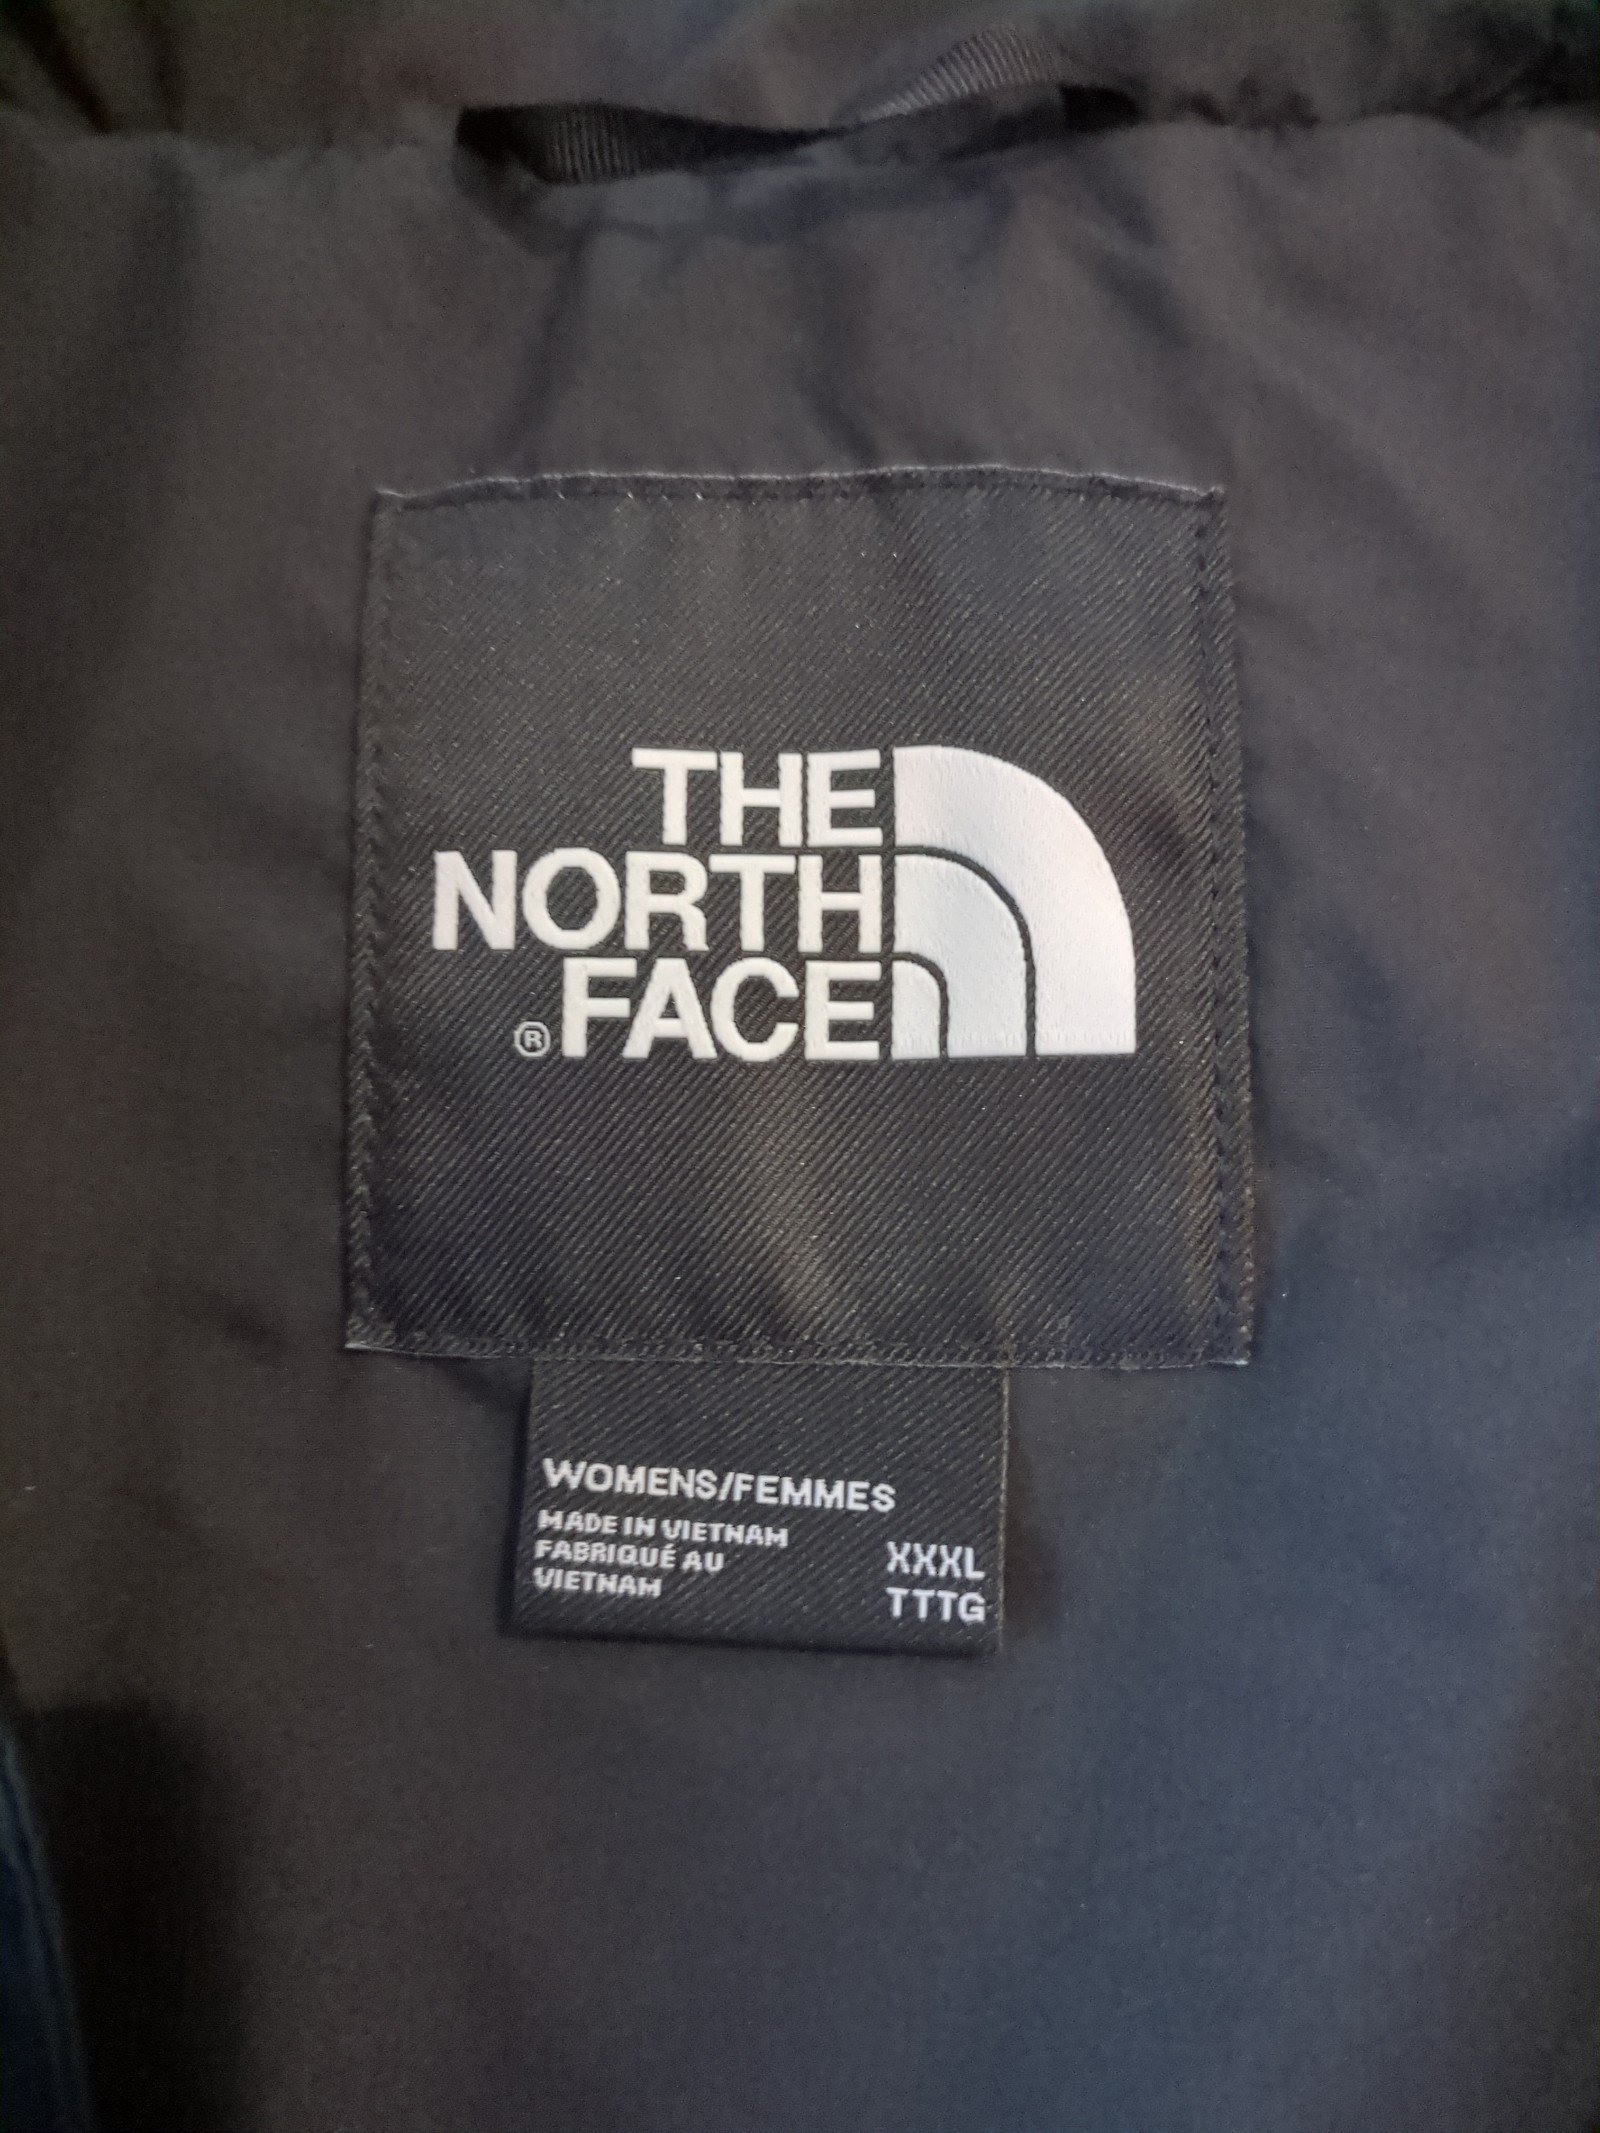 THE
NORTH
® FACE
WOMENS/FEMMES
MADE IN VIETNAM
FABRIQUÉ AU
VIETNAM
XXXL
TTTG